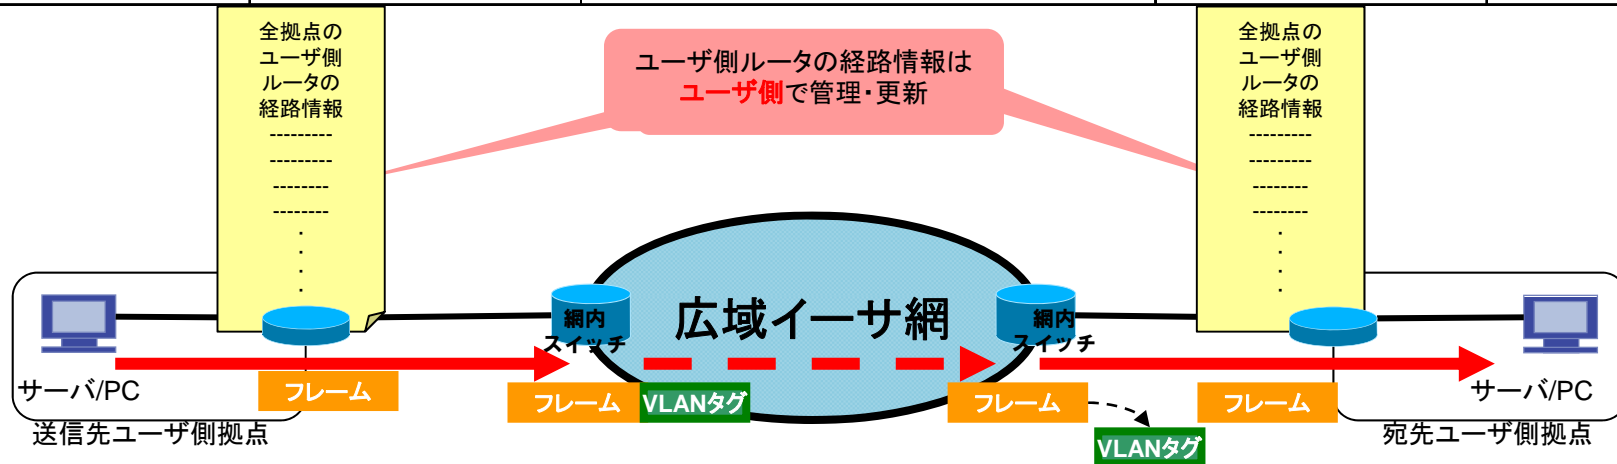 全拠点の
ユーザ側
ルータの
経路情報
---------
---------
--------
--------
・
・
・
・
ユーザ側ルータの経路情報は
ユーザ側で管理・更新
全拠点の
ユーザ側
ルータの
経路情報
---------
---------
--------
--------
・
・
・
・
広域イーサ網
網内
スイッチ
網内
スイッチ
サーバ/PC
フレーム
フレーム
VLANタグ
フレーム
フレーム
サーバ/PC
送信先ユーザ側拠点
VLANタグ
宛先ユーザ側拠点